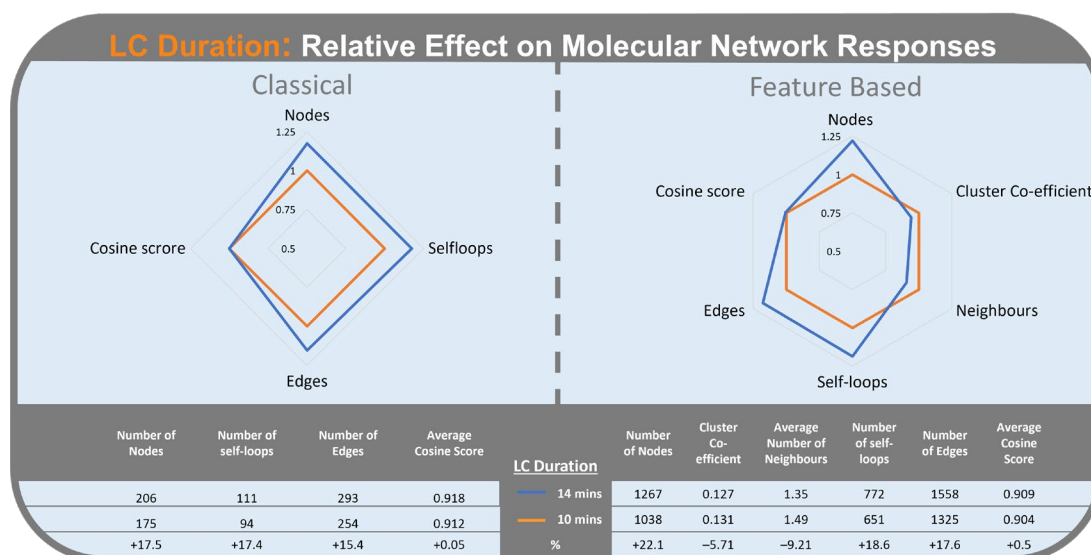 LC Duration: Relative Effect on Molecular Network Responses
Classical
Nodes
1.25
1
0.75
0.5
Cosine scrore
Selfloops
Edges
Feature Based
Nodes
1.25
1
0.75
0.5
Cosine score
Cluster Co-efficient
Edges
Neighbours
Self-loops
Number of Nodes
Number of self-loops
Number of Edges
Average Cosine Score
LC Duration
Number of Nodes
Cluster Co-efficient
Average Number of Neighbours
Number of self-loops
Number of Edges
Average Cosine Score
206 111 293 0.918 14 mins 1267 0.127 1.35 772 1558 0.909
175 94 254 0.912 10 mins 1038 0.131 1.49 651 1325 0.904
+17.5 +17.4 +15.4 +0.05 % +22.1 −5.71 −9.21 +18.6 +17.6 +0.5